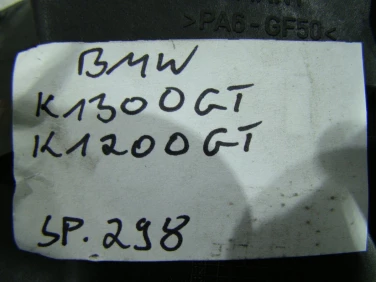 >PA6-GF50<
BMW
K1300GT
K1200GT
SP.298